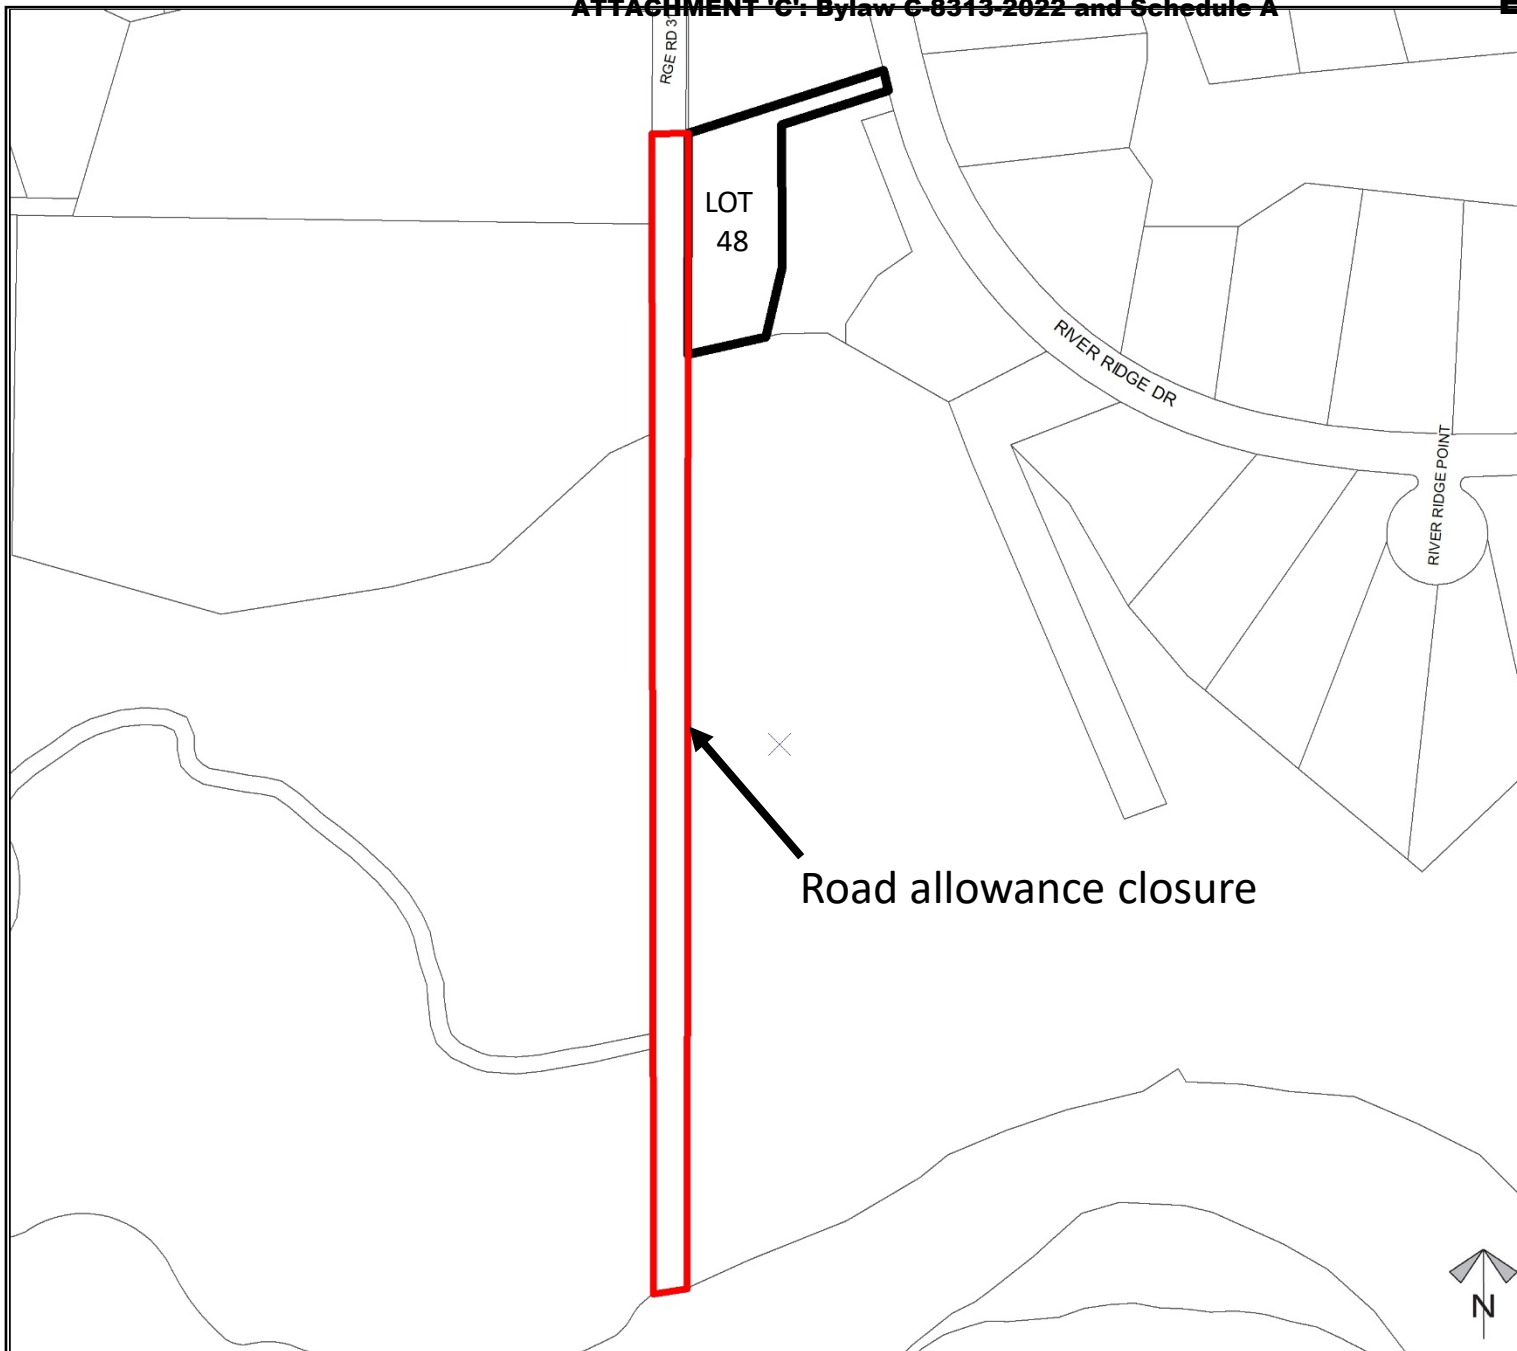 ATTACHMENT 'C': Bylaw C-8313-2022 and Schedule A
RGE RD
LOT
48
RIVER RIDGE DR
RIVER RIDGE POINT
Road allowance closure
N